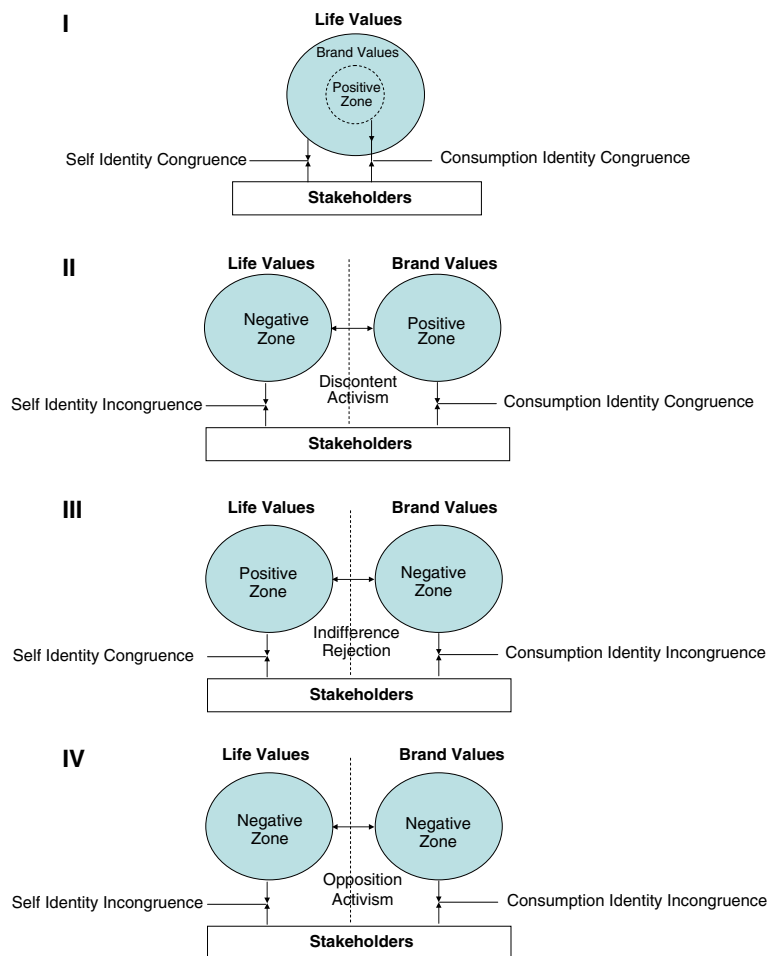 I
Life Values
Brand Values
Positive
Zone
Self Identity Congruence
Consumption Identity Congruence
Stakeholders
II
Life Values
Brand Values
Negative
Zone
Positive
Zone
Discontent
Activism
Self Identity Incongruence
Consumption Identity Congruence
Stakeholders
III
Life Values
Brand Values
Positive
Zone
Negative
Zone
Indifference
Rejection
Self Identity Congruence
Consumption Identity Incongruence
Stakeholders
IV
Life Values
Brand Values
Negative
Zone
Negative
Zone
Opposition
Activism
Self Identity Incongruence
Consumption Identity Incongruence
Stakeholders